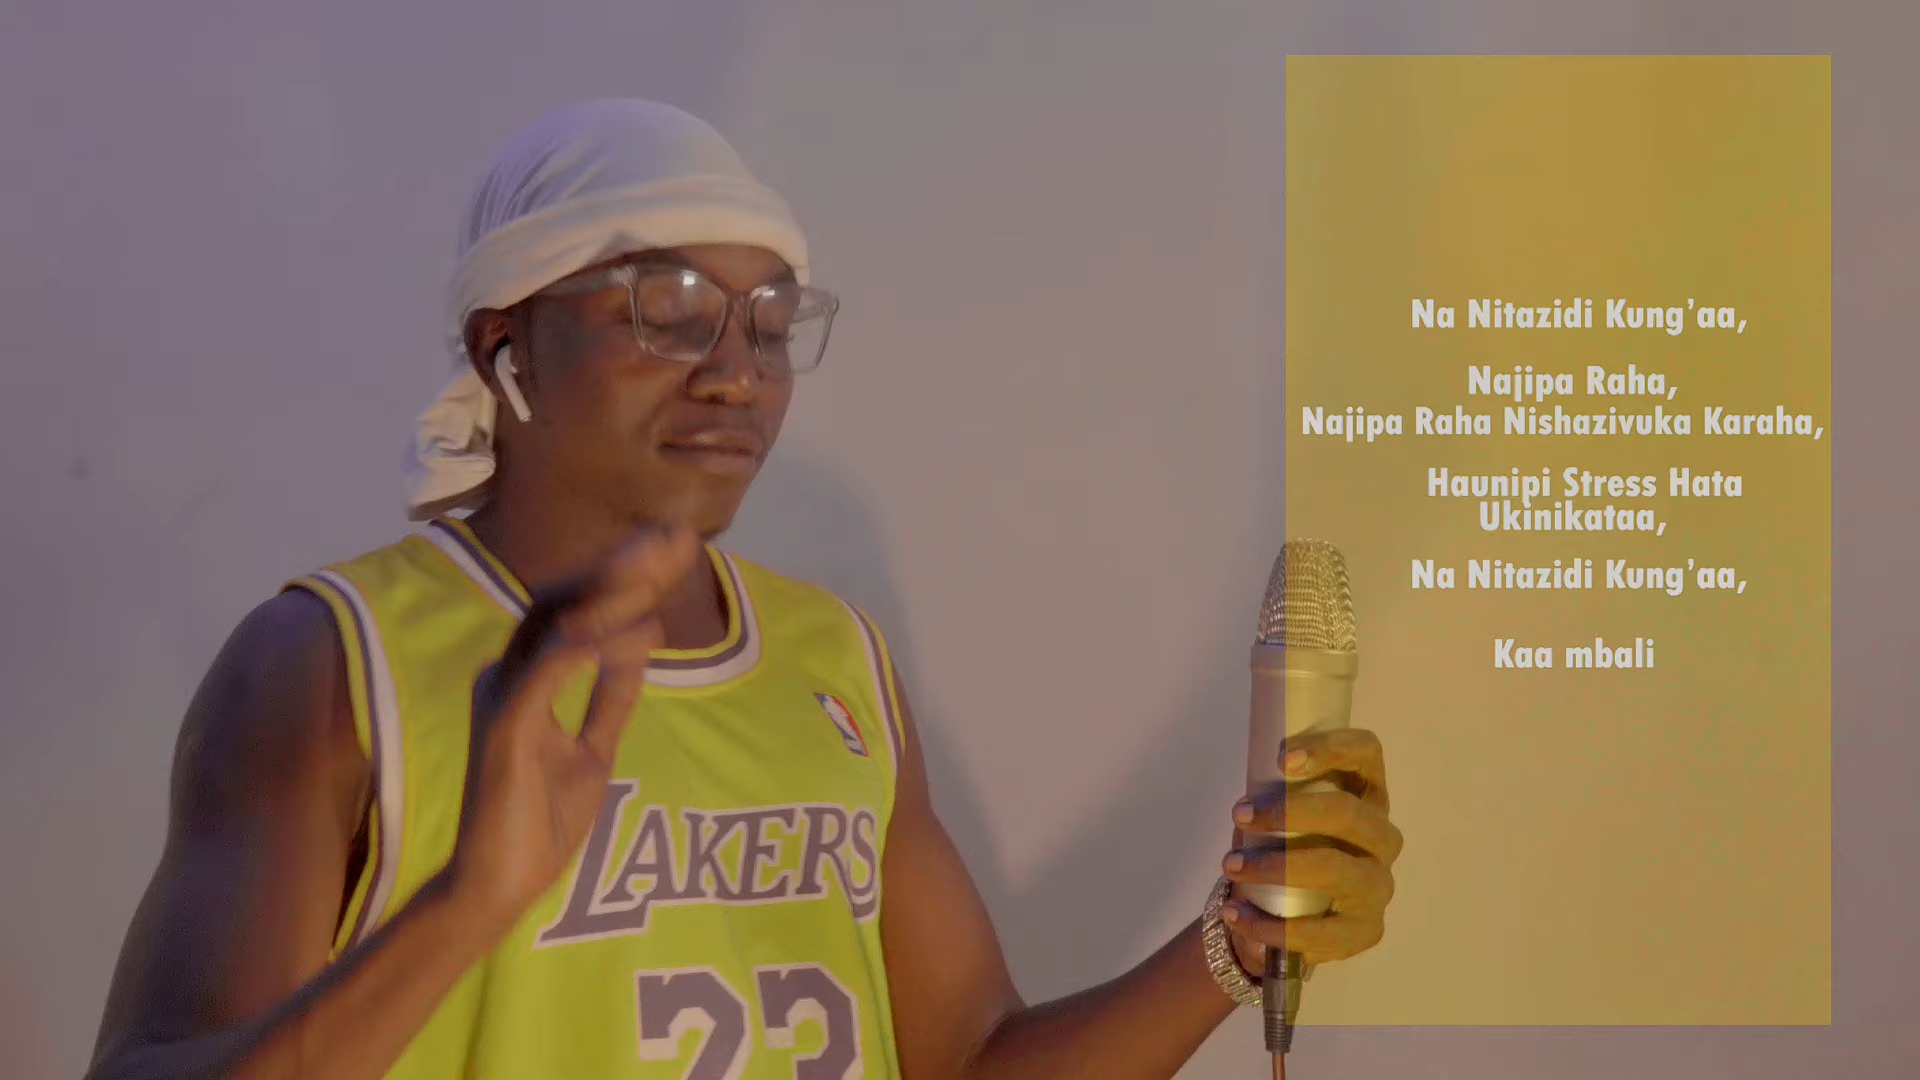 Na Nitazidi Kung'aa,
Najipa Raha,
Najipa Raha Nishazivuka Karaha,
Haunipi Stress Hata
Ukinikataa,
Na Nitazidi Kung'aa,
Kaa mbali
LAKERS
23